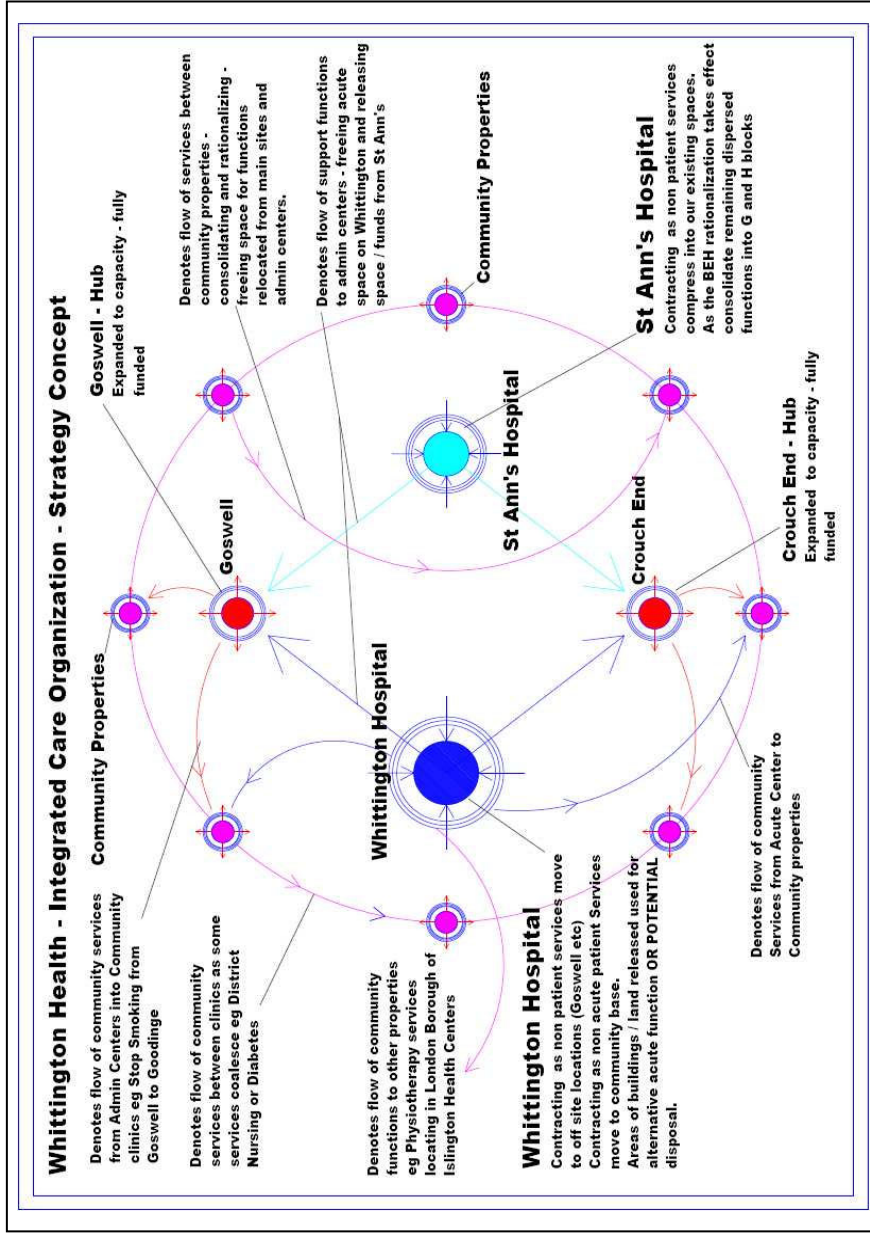 Whittington Health - Integrated Care Organization - Strategy Concept
Denotes flow of community services
from Admin Centers into Community
clinics eg Stop Smoking from
Goswell to Goodinge
Community Properties
Goswell - Hub
Expanded to capacity - fully
funded
Denotes flow of services between
community properties -
consolidating and rationalizing -
freeing space for functions
relocated from main sites and
admin centers.
Denotes flow of community
services between clinics as some
services coalesce eg District
Nursing or Diabetes
Goswell
Denotes flow of support functions
to admin centers - freeing acute
space on Whittington and releasing
space / funds from St Ann's
Denotes flow of community
functions to other properties
eg Physiotherapy services
locating in London Borough of
Islington Health Centers
Whittington Hospital
St Ann's Hospital
Community Properties
Whittington Hospital
Contracting as non patient services move
to off site locations (Goswell etc)
Contracting as non acute patient Services
move to community base.
Areas of buildings / land released used for
alternative acute function OR POTENTIAL
disposal.
Crouch End
St Ann's Hospital
Contracting as non patient services
compress into our existing spaces.
As the BEH rationalization takes effect
consolidate remaining dispersed
functions into G and H blocks
Denotes flow of community
Services from Acute Center to
Community properties
Crouch End - Hub
Expanded to capacity - fully
funded